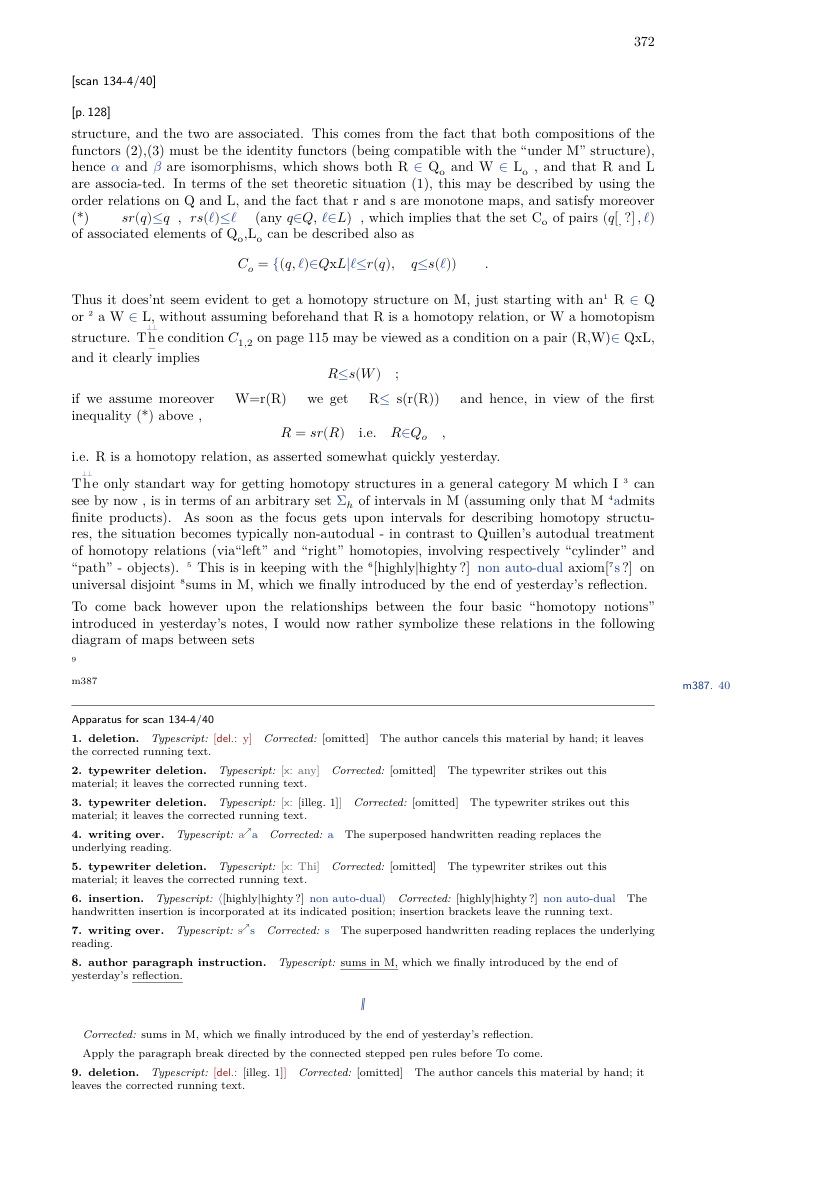 372
[scan 134-4/40]
[p. 128]
structure, and the two are associated. This comes from the fact that both compositions of the
functors (2),(3) must be the identity functors (being compatible with the “under M” structure),
hence α and β are isomorphisms, which shows both R ∈ Qₒ and W ∈ Lₒ , and that R and L
are associa-ted. In terms of the set theoretic situation (1), this may be described by using the
order relations on Q and L, and the fact that r and s are monotone maps, and satisfy moreover
(*) sr(q)≤q , rs(ℓ)≤ℓ (any q∈Q, ℓ∈L) , which implies that the set Cₒ of pairs (q[, ?], ℓ)
of associated elements of Qₒ,Lₒ can be described also as
Cₒ = {(q, ℓ)∈QxL|ℓ≤r(q), q≤s(ℓ)) .
Thus it does'nt seem evident to get a homotopy structure on M, just starting with an¹ R ∈ Q
or ² a W ∈ L, without assuming beforehand that R is a homotopy relation, or W a homotopism
structure. The condition C₁,₂ on page 115 may be viewed as a condition on a pair (R,W)∈ QxL,
and it clearly implies
R≤s(W) ;
if we assume moreover W=r(R) we get R≤ s(r(R)) and hence, in view of the first
inequality (*) above ,
R = sr(R) i.e. R∈Qₒ ,
i.e. R is a homotopy relation, as asserted somewhat quickly yesterday.
The only standart way for getting homotopy structures in a general category M which I ³ can
see by now , is in terms of an arbitrary set Σₕ of intervals in M (assuming only that M ⁴admits
finite products). As soon as the focus gets upon intervals for describing homotopy structu-
res, the situation becomes typically non-autodual - in contrast to Quillen's autodual treatment
of homotopy relations (via“left” and “right” homotopies, involving respectively “cylinder” and
“path” - objects). ⁵ This is in keeping with the ⁶[highly|highty ?] non auto-dual axiom[⁷s ?] on
universal disjoint ⁸sums in M, which we finally introduced by the end of yesterday's reflection.
To come back however upon the relationships between the four basic “homotopy notions”
introduced in yesterday's notes, I would now rather symbolize these relations in the following
diagram of maps between sets
⁹
m387
m387. 40
Apparatus for scan 134-4/40
1. deletion. Typescript: [del.: y] Corrected: [omitted] The author cancels this material by hand; it leaves
the corrected running text.
2. typewriter deletion. Typescript: [x: any] Corrected: [omitted] The typewriter strikes out this
material; it leaves the corrected running text.
3. typewriter deletion. Typescript: [x: [illeg. 1]] Corrected: [omitted] The typewriter strikes out this
material; it leaves the corrected running text.
4. writing over. Typescript: a↗a Corrected: a The superposed handwritten reading replaces the
underlying reading.
5. typewriter deletion. Typescript: [x: Thi] Corrected: [omitted] The typewriter strikes out this
material; it leaves the corrected running text.
6. insertion. Typescript: ⟨[highly|highty ?] non auto-dual⟩ Corrected: [highly|highty ?] non auto-dual The
handwritten insertion is incorporated at its indicated position; insertion brackets leave the running text.
7. writing over. Typescript: s↗s Corrected: s The superposed handwritten reading replaces the underlying
reading.
8. author paragraph instruction. Typescript: sums in M, which we finally introduced by the end of
yesterday's reflection.
//
Corrected: sums in M, which we finally introduced by the end of yesterday's reflection.
Apply the paragraph break directed by the connected stepped pen rules before To come.
9. deletion. Typescript: [del.: [illeg. 1]] Corrected: [omitted] The author cancels this material by hand; it
leaves the corrected running text.